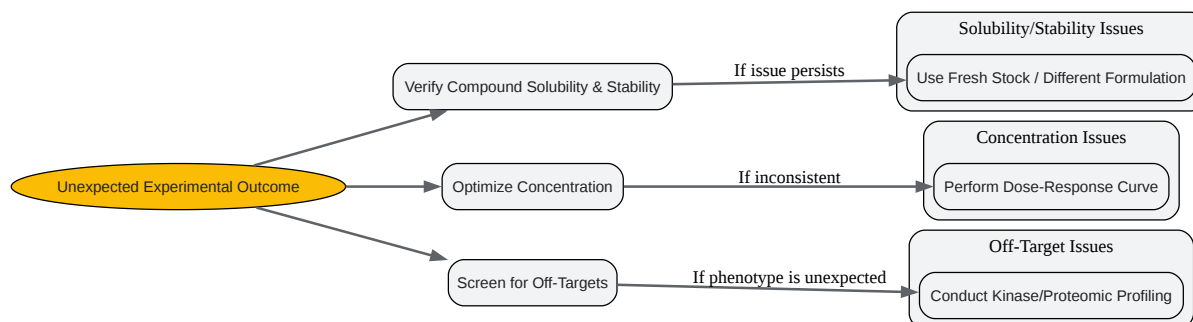 Solubility/Stability Issues
Verify Compound Solubility & Stability
If issue persists
Use Fresh Stock / Different Formulation
Unexpected Experimental Outcome
Concentration Issues
Optimize Concentration
If inconsistent
Perform Dose-Response Curve
Off-Target Issues
Screen for Off-Targets
If phenotype is unexpected
Conduct Kinase/Proteomic Profiling